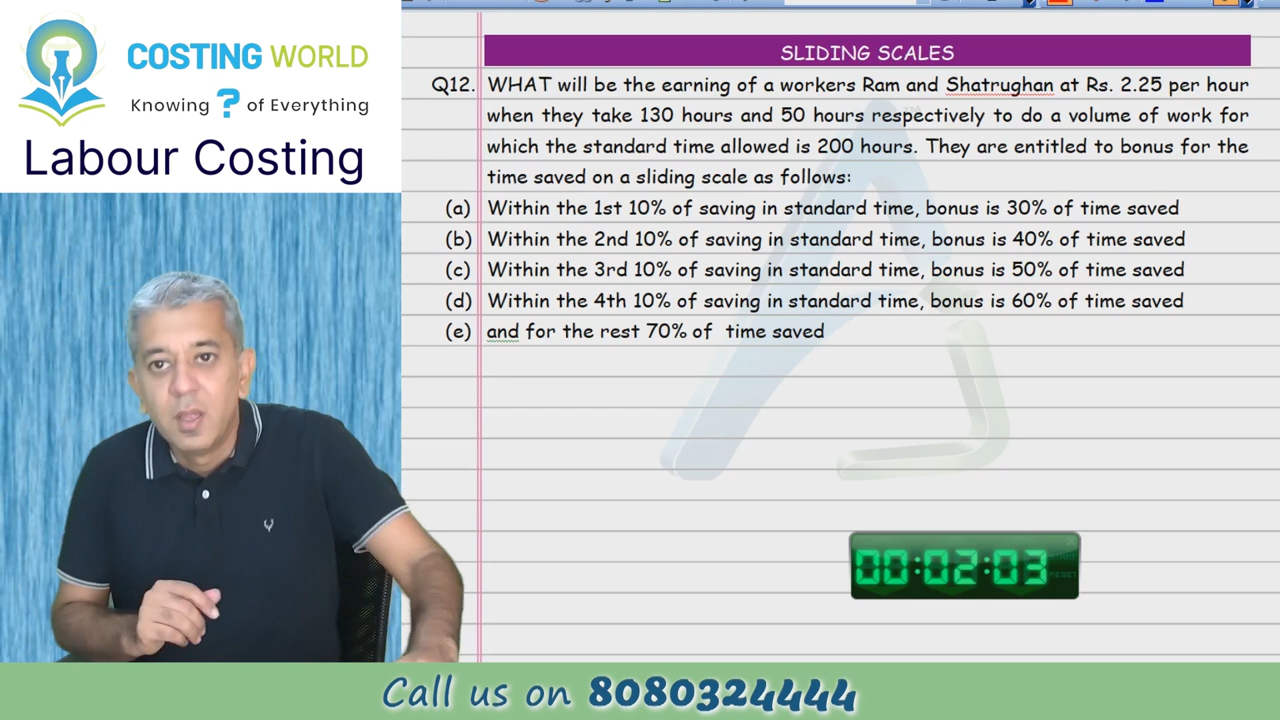 COSTING WORLD
Knowing ? of Everything
Labour Costing
SLIDING SCALES
Q12. WHAT will be the earning of a workers Ram and Shatrughan at Rs. 2.25 per hour
when they take 130 hours and 50 hours respectively to do a volume of work for
which the standard time allowed is 200 hours. They are entitled to bonus for the
time saved on a sliding scale as follows:
(a) Within the 1st 10% of saving in standard time, bonus is 30% of time saved
(b) Within the 2nd 10% of saving in standard time, bonus is 40% of time saved
(c) Within the 3rd 10% of saving in standard time, bonus is 50% of time saved
(d) Within the 4th 10% of saving in standard time, bonus is 60% of time saved
(e) and for the rest 70% of time saved
TM
00:02:03
RESET
Call us on 8080324444